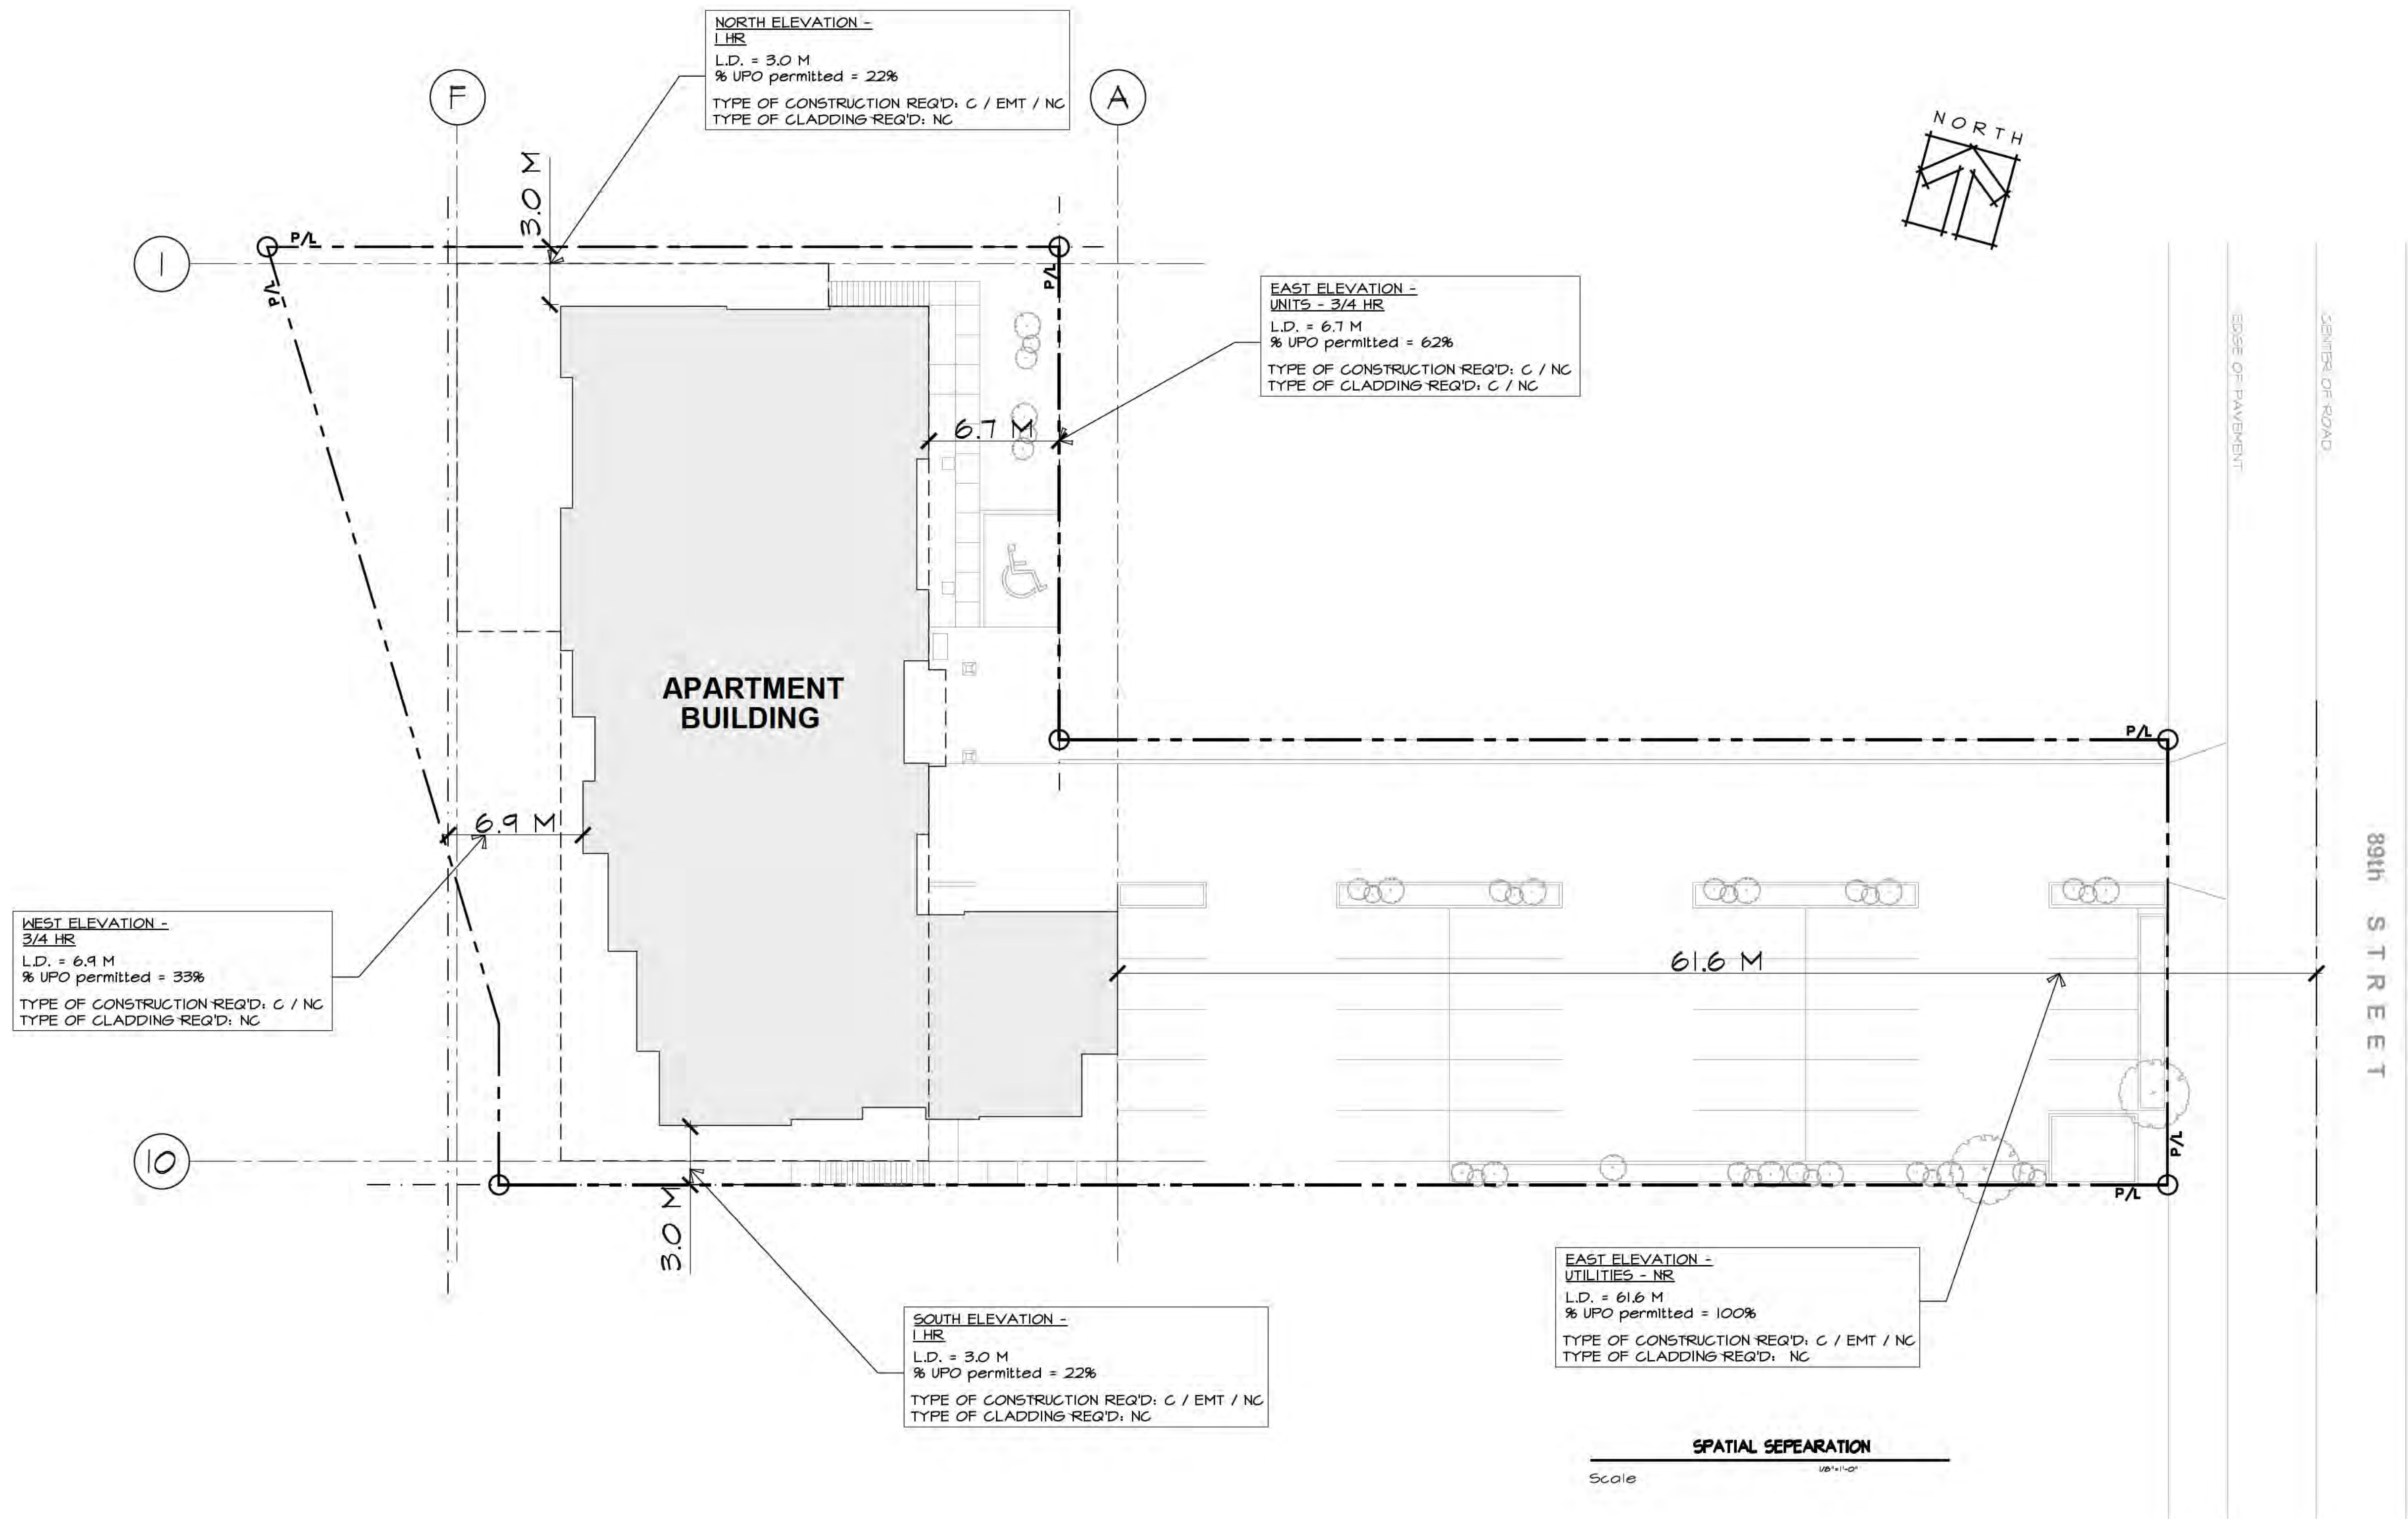 NORTH ELEVATION -
1 HR
L.D. = 3.0 M
% UPO permitted = 22%
TYPE OF CONSTRUCTION REQ'D: C / EMT / NC
TYPE OF CLADDING REQ'D: NC
F
A
NORTH
3.0 M
P/L
1
P/L
P/L
EAST ELEVATION -
UNITS - 3/4 HR
L.D. = 6.7 M
% UPO permitted = 62%
TYPE OF CONSTRUCTION REQ'D: C / NC
TYPE OF CLADDING REQ'D: C / NC
EDGE OF PAVEMENT
CENTER OF ROAD
6.7 M
APARTMENT
BUILDING
P/L
6.9 M
89th STREET
WEST ELEVATION -
3/4 HR
L.D. = 6.9 M
% UPO permitted = 33%
TYPE OF CONSTRUCTION REQ'D: C / NC
TYPE OF CLADDING REQ'D: NC
61.6 M
10
P/L
P/L
3.0 M
EAST ELEVATION -
UTILITIES - NR
L.D. = 61.6 M
% UPO permitted = 100%
TYPE OF CONSTRUCTION REQ'D: C / EMT / NC
TYPE OF CLADDING REQ'D: NC
SOUTH ELEVATION -
1 HR
L.D. = 3.0 M
% UPO permitted = 22%
TYPE OF CONSTRUCTION REQ'D: C / EMT / NC
TYPE OF CLADDING REQ'D: NC
SPATIAL SEPEARATION
Scale 1/8"=1'-0"